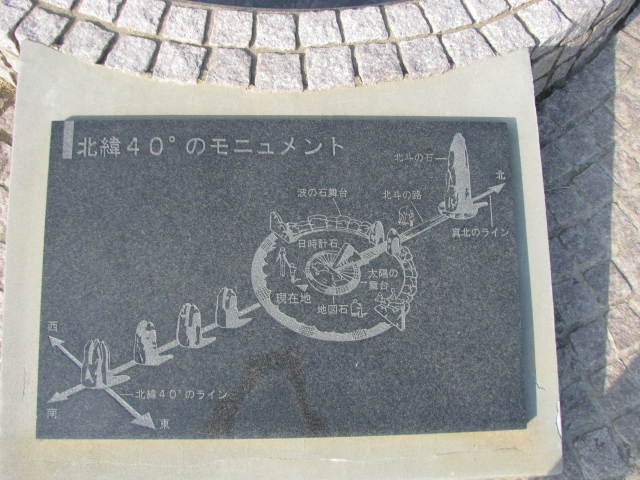 北緯40°のモニュメント
北斗の石
北
波の石舞台
北斗の路
真北のライン
日時計石
太陽の
舞台
現在地
地図石
西
北緯40°のライン
南
東